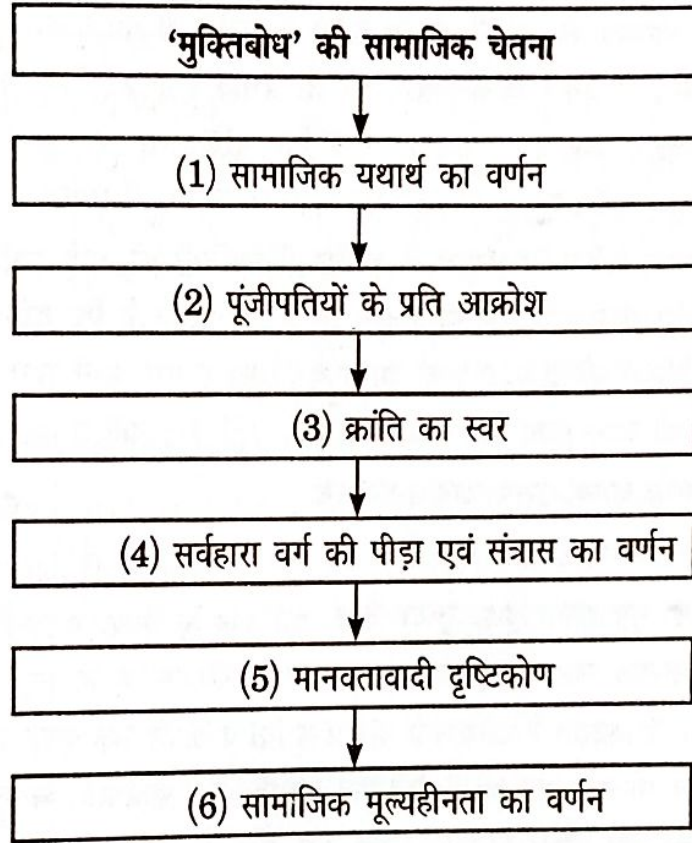 ‘मुक्तिबोध’ की सामाजिक चेतना
(1) सामाजिक यथार्थ का वर्णन
(2) पूंजीपतियों के प्रति आक्रोश
(3) क्रांति का स्वर
(4) सर्वहारा वर्ग की पीड़ा एवं संत्रास का वर्णन
(5) मानवतावादी दृष्टिकोण
(6) सामाजिक मूल्यहीनता का वर्णन